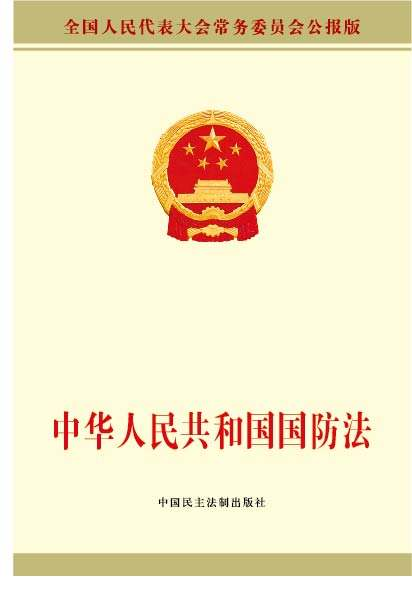 全国人民代表大会常务委员会公报版
中华人民共和国国防法
中国民主法制出版社